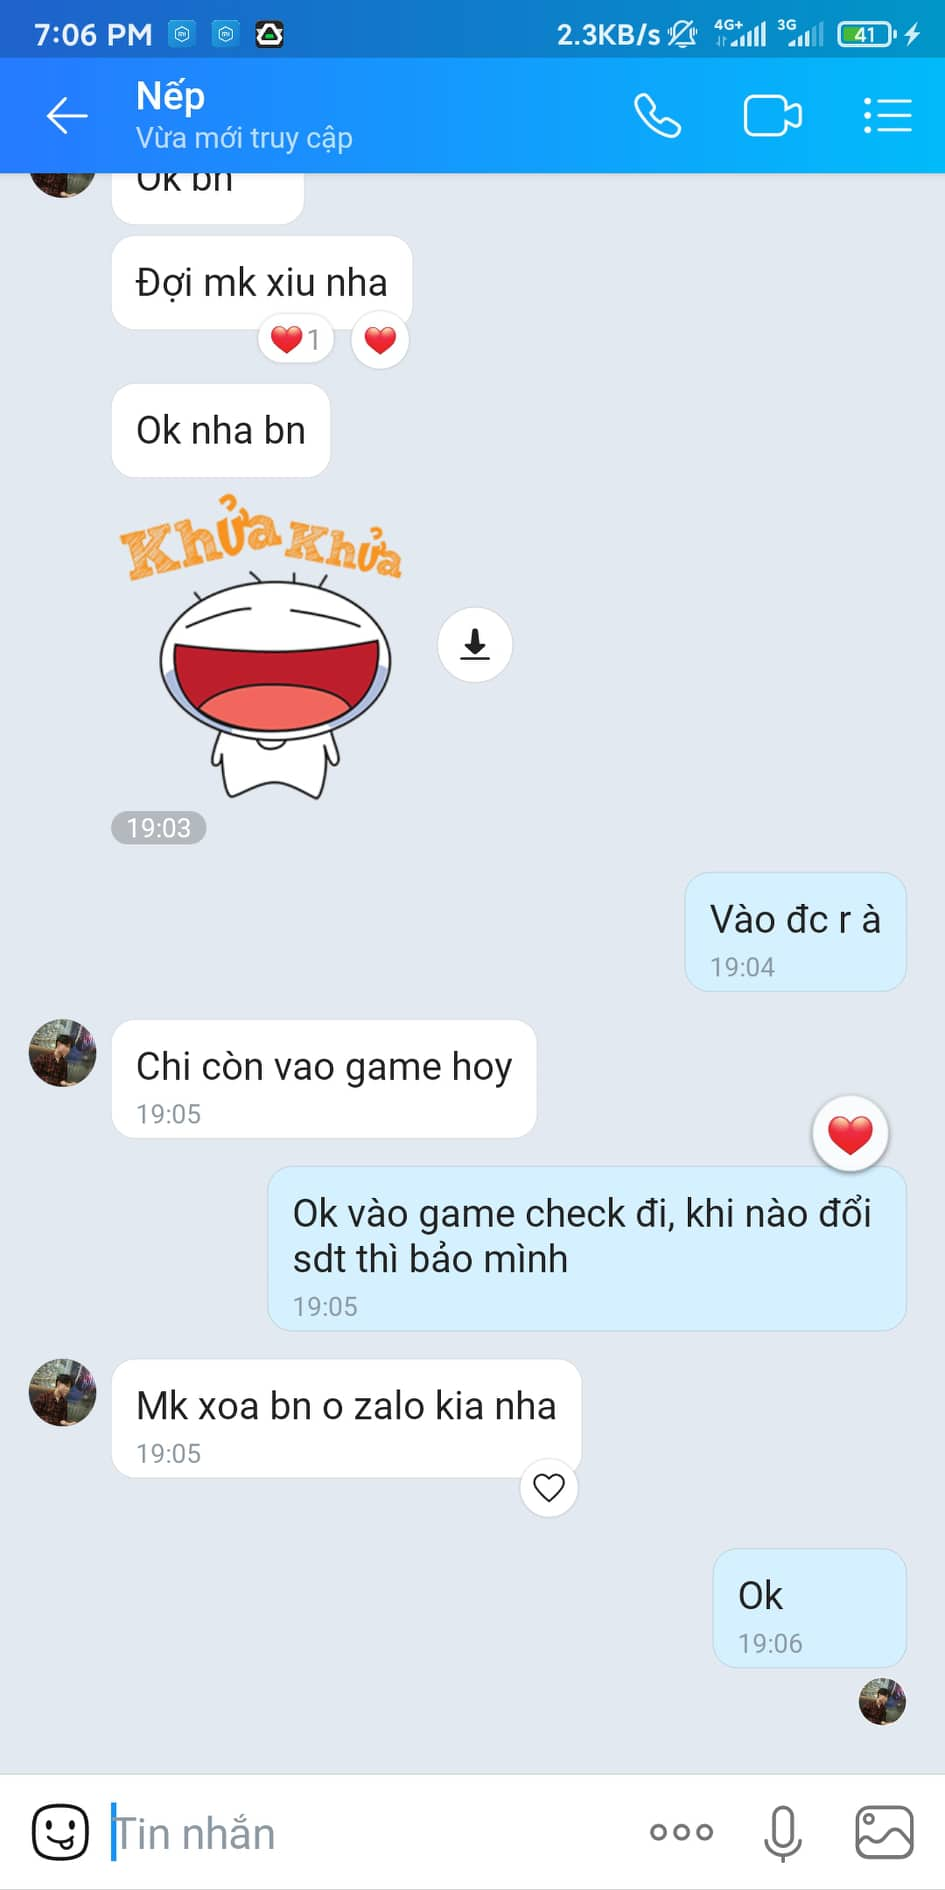 7:06 PM 2.3KB/s 4G+ 3G 41
Nếp
Vừa mới truy cập
Ok bn
Đợi mk xiu nha
1
Ok nha bn
Khửa Khửa
19:03
Vào đc r à
19:04
Chi còn vao game hoy
19:05
Ok vào game check đi, khi nào đổi
sdt thì bảo mình
19:05
Mk xoa bn o zalo kia nha
19:05
Ok
19:06
Tin nhắn